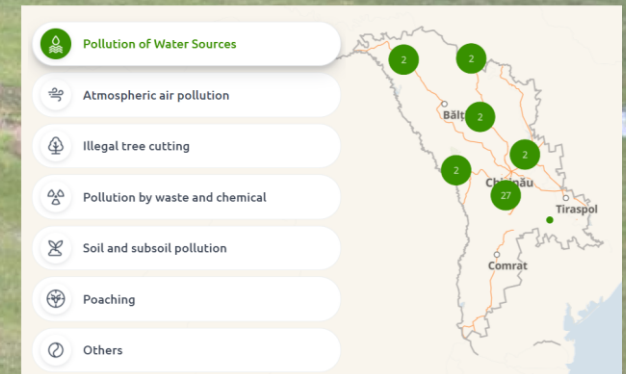 Pollution of Water Sources
Atmospheric air pollution
Illegal tree cutting
Pollution by waste and chemical
Soil and subsoil pollution
Poaching
Others
2
2
Bălț
2
2
2
Chișinău
27
Tiraspol
Comrat